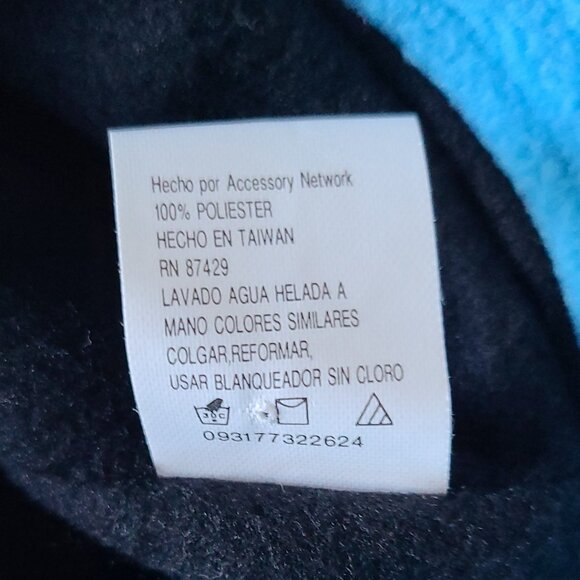 Hecho por Accessory Network
100% POLIESTER
HECHO EN TAIWAN
RN 87429
LAVADO AGUA HELADA A
MANO COLORES SIMILARES
COLGAR,REFORMAR,
USAR BLANQUEADOR SIN CLORO
093177322624